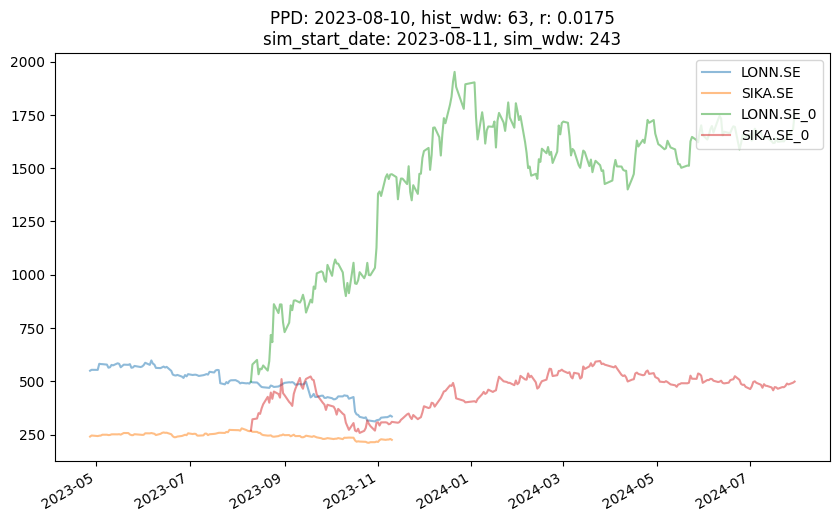 PPD: 2023-08-10, hist_wdw: 63, r: 0.0175
sim_start_date: 2023-08-11, sim_wdw: 243
2000
1750
1500
1250
1000
750
500
250
LONN.SE
SIKA.SE
LONN.SE_0
SIKA.SE_0
2023-05
2023-07
2023-09
2023-11
2024-01
2024-03
2024-05
2024-07